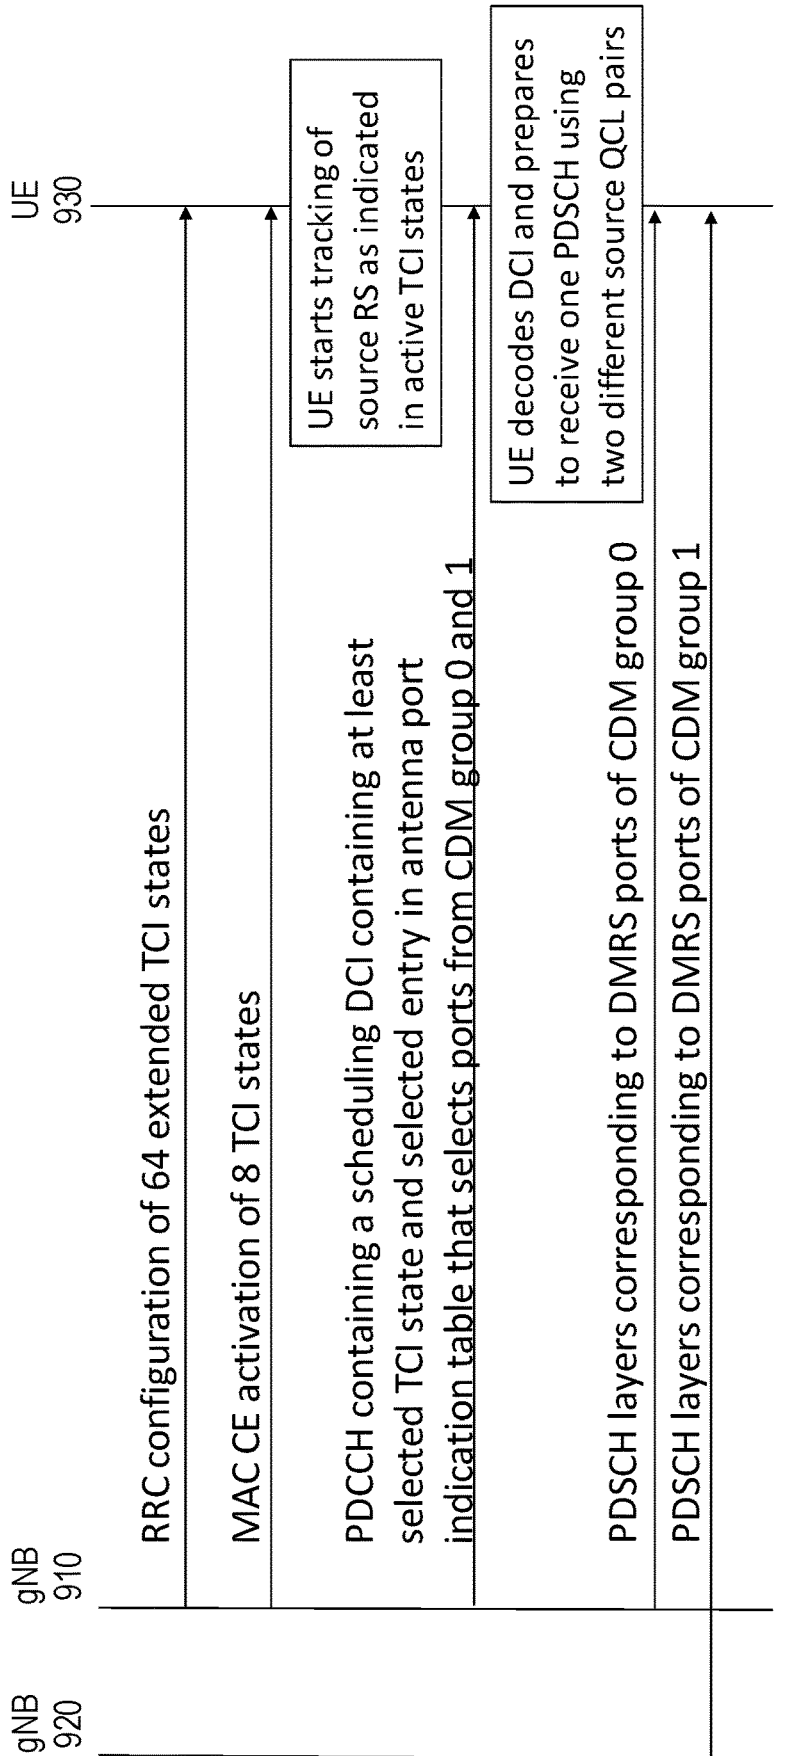 gNB
920
gNB
910
UE
930
RRC configuration of 64 extended TCI states
MAC CE activation of 8 TCI states
UE starts tracking of
source RS as indicated
in active TCI states
PDCCH containing a scheduling DCI containing at least
selected TCI state and selected entry in antenna port
indication table that selects ports from CDM group 0 and 1
UE decodes DCI and prepares
to receive one PDSCH using
two different source QCL pairs
PDSCH layers corresponding to DMRS ports of CDM group 0
PDSCH layers corresponding to DMRS ports of CDM group 1